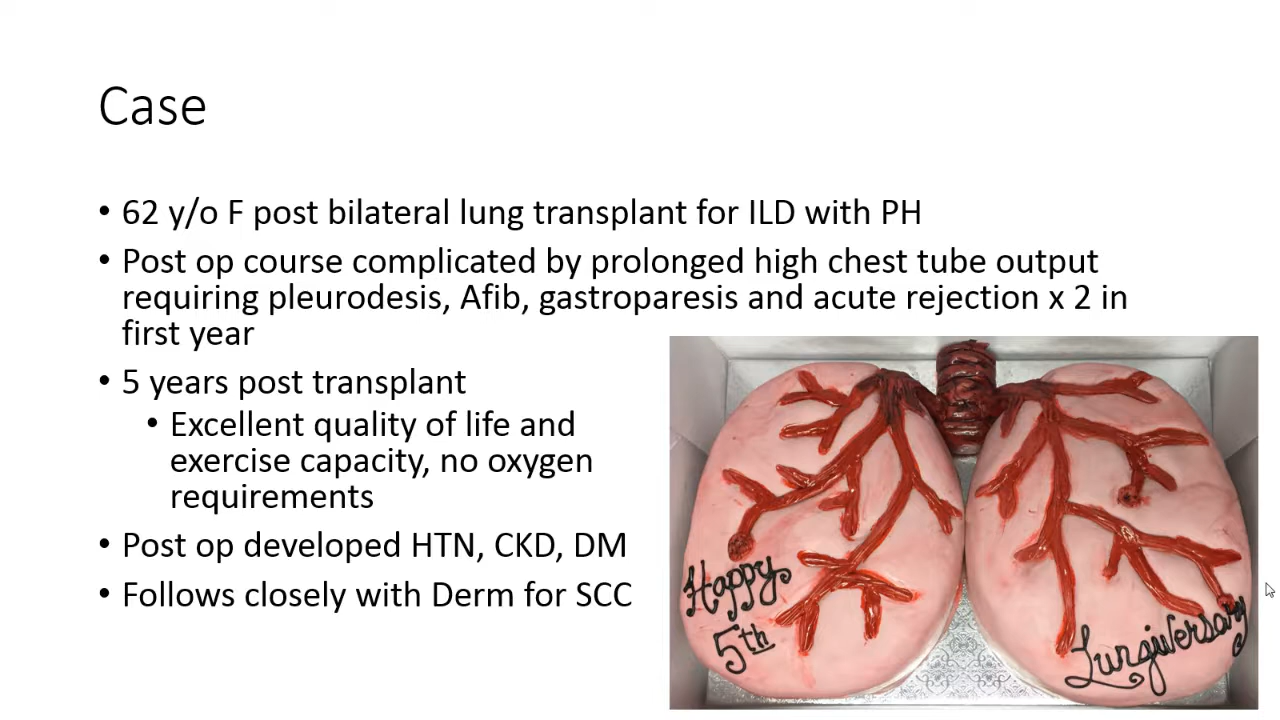 Case
• 62 y/o F post bilateral lung transplant for ILD with PH
• Post op course complicated by prolonged high chest tube output
requiring pleurodesis, Afib, gastroparesis and acute rejection x 2 in
first year
• 5 years post transplant
• Excellent quality of life and
exercise capacity, no oxygen
requirements
• Post op developed HTN, CKD, DM
• Follows closely with Derm for SCC
Happy
5th
Lungiversary